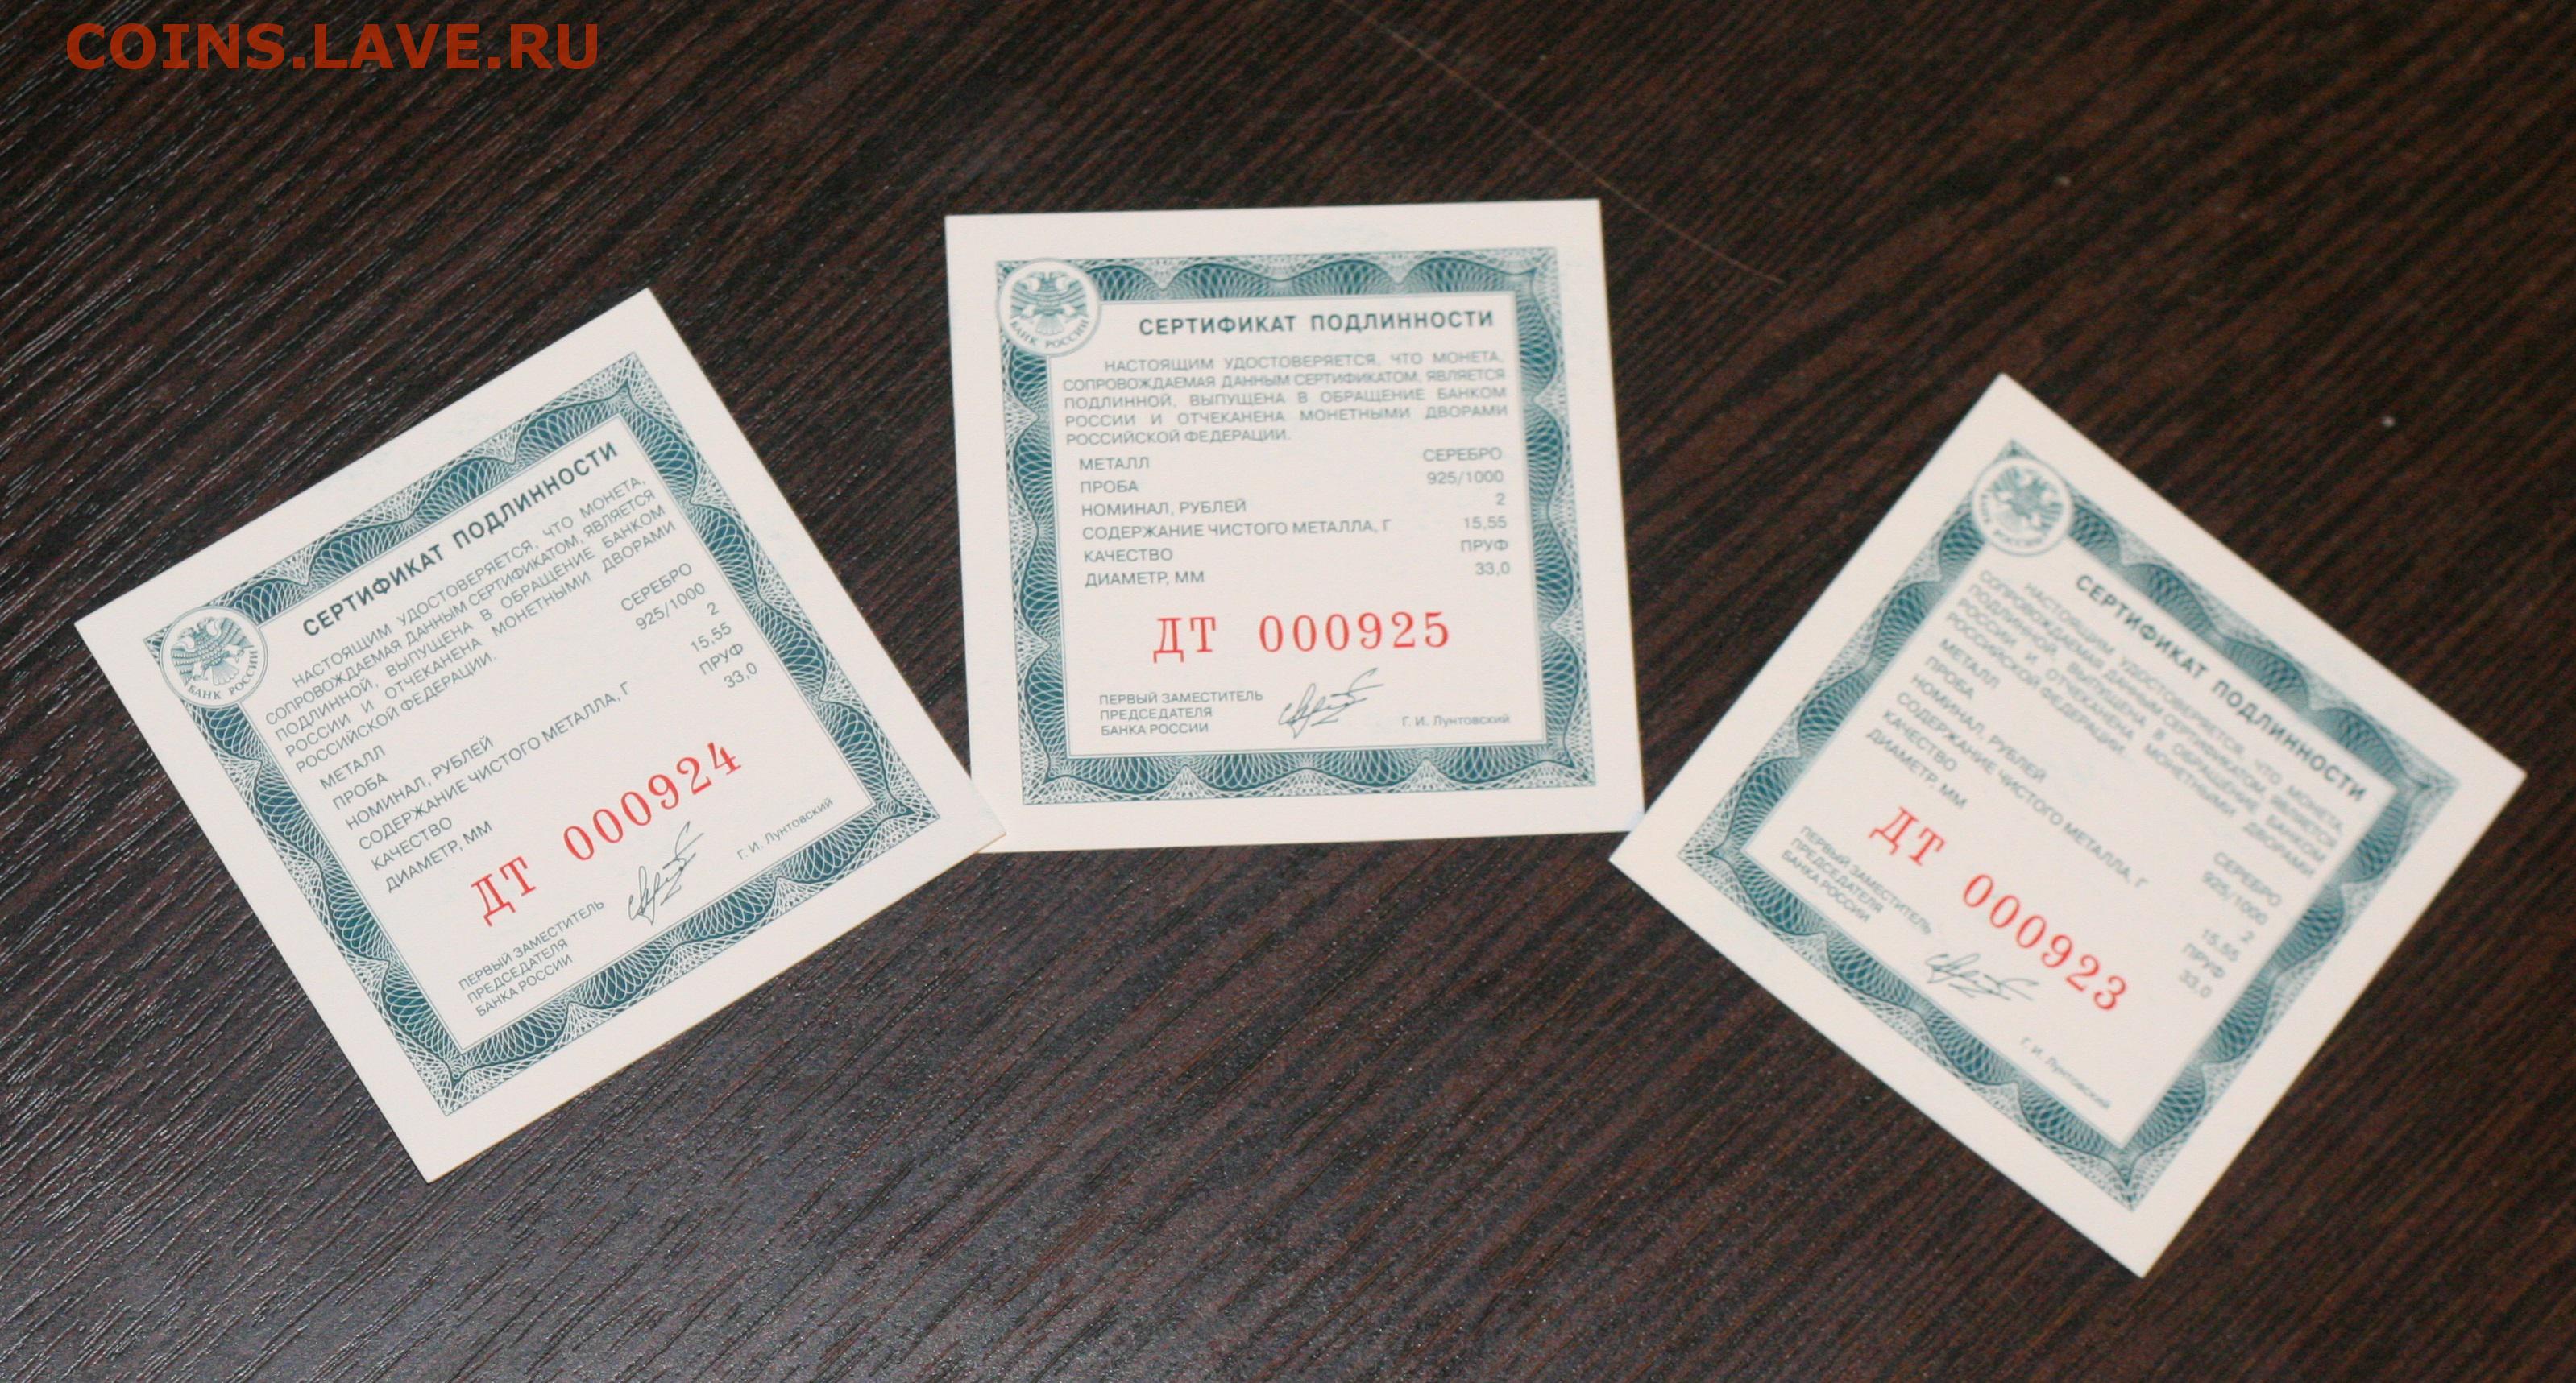 COINS.LAVE.RU
БАНК РОССИИ
СЕРТИФИКАТ ПОДЛИННОСТИ
НАСТОЯЩИМ УДОСТОВЕРЯЕТСЯ, ЧТО МОНЕТА,
СОПРОВОЖДАЕМАЯ ДАННЫМ СЕРТИФИКАТОМ, ЯВЛЯЕТСЯ
ПОДЛИННОЙ, ВЫПУЩЕНА В ОБРАЩЕНИЕ БАНКОМ
РОССИИ И ОТЧЕКАНЕНА МОНЕТНЫМИ ДВОРАМИ
РОССИЙСКОЙ ФЕДЕРАЦИИ.
МЕТАЛЛ СЕРЕБРО
ПРОБА 925/1000
НОМИНАЛ, РУБЛЕЙ 2
СОДЕРЖАНИЕ ЧИСТОГО МЕТАЛЛА, Г 15,55
КАЧЕСТВО ПРУФ
ДИАМЕТР, ММ 33,0
ДТ 000924
ПЕРВЫЙ ЗАМЕСТИТЕЛЬ
ПРЕДСЕДАТЕЛЯ
БАНКА РОССИИ
Г. И. Лунтовский
БАНК РОССИИ
СЕРТИФИКАТ ПОДЛИННОСТИ
НАСТОЯЩИМ УДОСТОВЕРЯЕТСЯ, ЧТО МОНЕТА,
СОПРОВОЖДАЕМАЯ ДАННЫМ СЕРТИФИКАТОМ, ЯВЛЯЕТСЯ
ПОДЛИННОЙ, ВЫПУЩЕНА В ОБРАЩЕНИЕ БАНКОМ
РОССИИ И ОТЧЕКАНЕНА МОНЕТНЫМИ ДВОРАМИ
РОССИЙСКОЙ ФЕДЕРАЦИИ.
МЕТАЛЛ СЕРЕБРО
ПРОБА 925/1000
НОМИНАЛ, РУБЛЕЙ 2
СОДЕРЖАНИЕ ЧИСТОГО МЕТАЛЛА, Г 15,55
КАЧЕСТВО ПРУФ
ДИАМЕТР, ММ 33,0
ДТ 000925
ПЕРВЫЙ ЗАМЕСТИТЕЛЬ
ПРЕДСЕДАТЕЛЯ
БАНКА РОССИИ
Г. И. Лунтовский
БАНК РОССИИ
СЕРТИФИКАТ ПОДЛИННОСТИ
НАСТОЯЩИМ УДОСТОВЕРЯЕТСЯ, ЧТО МОНЕТА,
СОПРОВОЖДАЕМАЯ ДАННЫМ СЕРТИФИКАТОМ, ЯВЛЯЕТСЯ
ПОДЛИННОЙ, ВЫПУЩЕНА В ОБРАЩЕНИЕ БАНКОМ
РОССИИ И ОТЧЕКАНЕНА МОНЕТНЫМИ ДВОРАМИ
РОССИЙСКОЙ ФЕДЕРАЦИИ.
МЕТАЛЛ СЕРЕБРО
ПРОБА 925/1000
НОМИНАЛ, РУБЛЕЙ 2
СОДЕРЖАНИЕ ЧИСТОГО МЕТАЛЛА, Г 15,55
КАЧЕСТВО ПРУФ
ДИАМЕТР, ММ 33,0
ДТ 000923
ПЕРВЫЙ ЗАМЕСТИТЕЛЬ
ПРЕДСЕДАТЕЛЯ
БАНКА РОССИИ
Г. И. Лунтовский